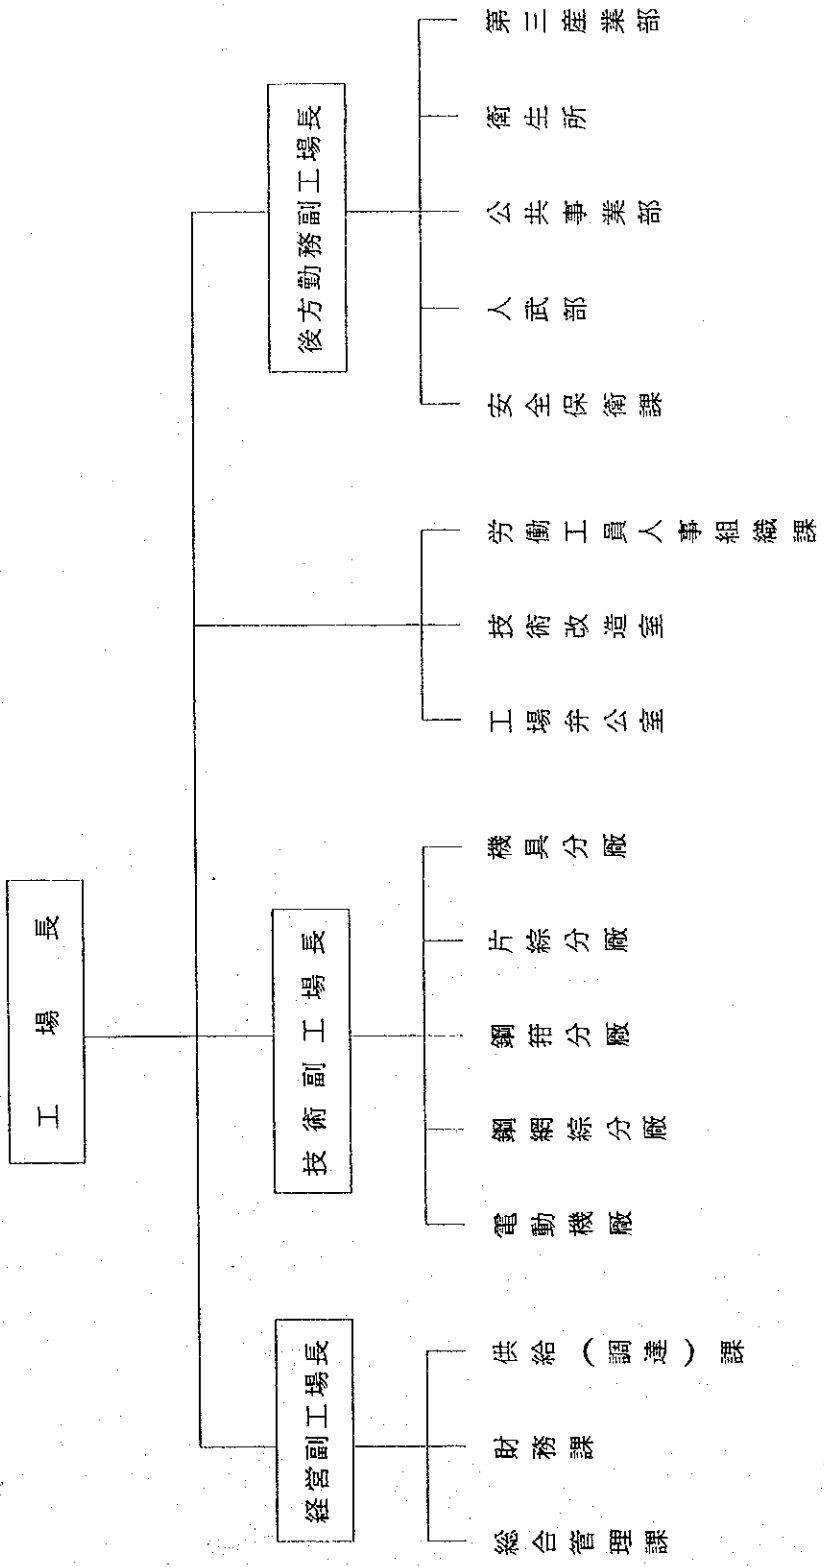 工場長
経営副工場長
技術副工場長
後方勤務副工場長
総合管理課
財務課
供給(調達)課
電動機廠
鋼網綜分廠
鋼筘分廠
片綜分廠
機具分廠
工場弁公室
技術改造室
労働工員人事組織課
安全保衛課
人武部
公共事業部
衛生所
第三産業部